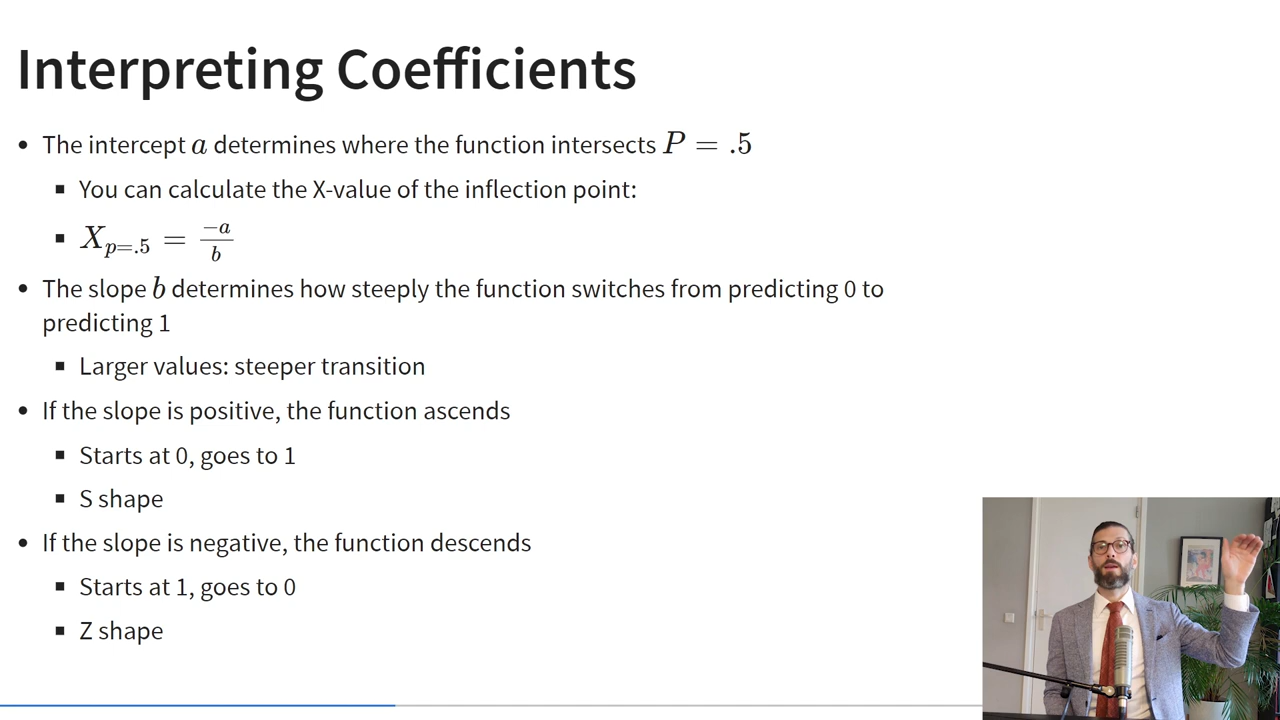 Interpreting Coefficients
• The intercept a determines where the function intersects P = .5
▪ You can calculate the X-value of the inflection point:
▪ X_{p=.5} = \frac{-a}{b}
• The slope b determines how steeply the function switches from predicting 0 to
predicting 1
▪ Larger values: steeper transition
• If the slope is positive, the function ascends
▪ Starts at 0, goes to 1
▪ S shape
• If the slope is negative, the function descends
▪ Starts at 1, goes to 0
▪ Z shape